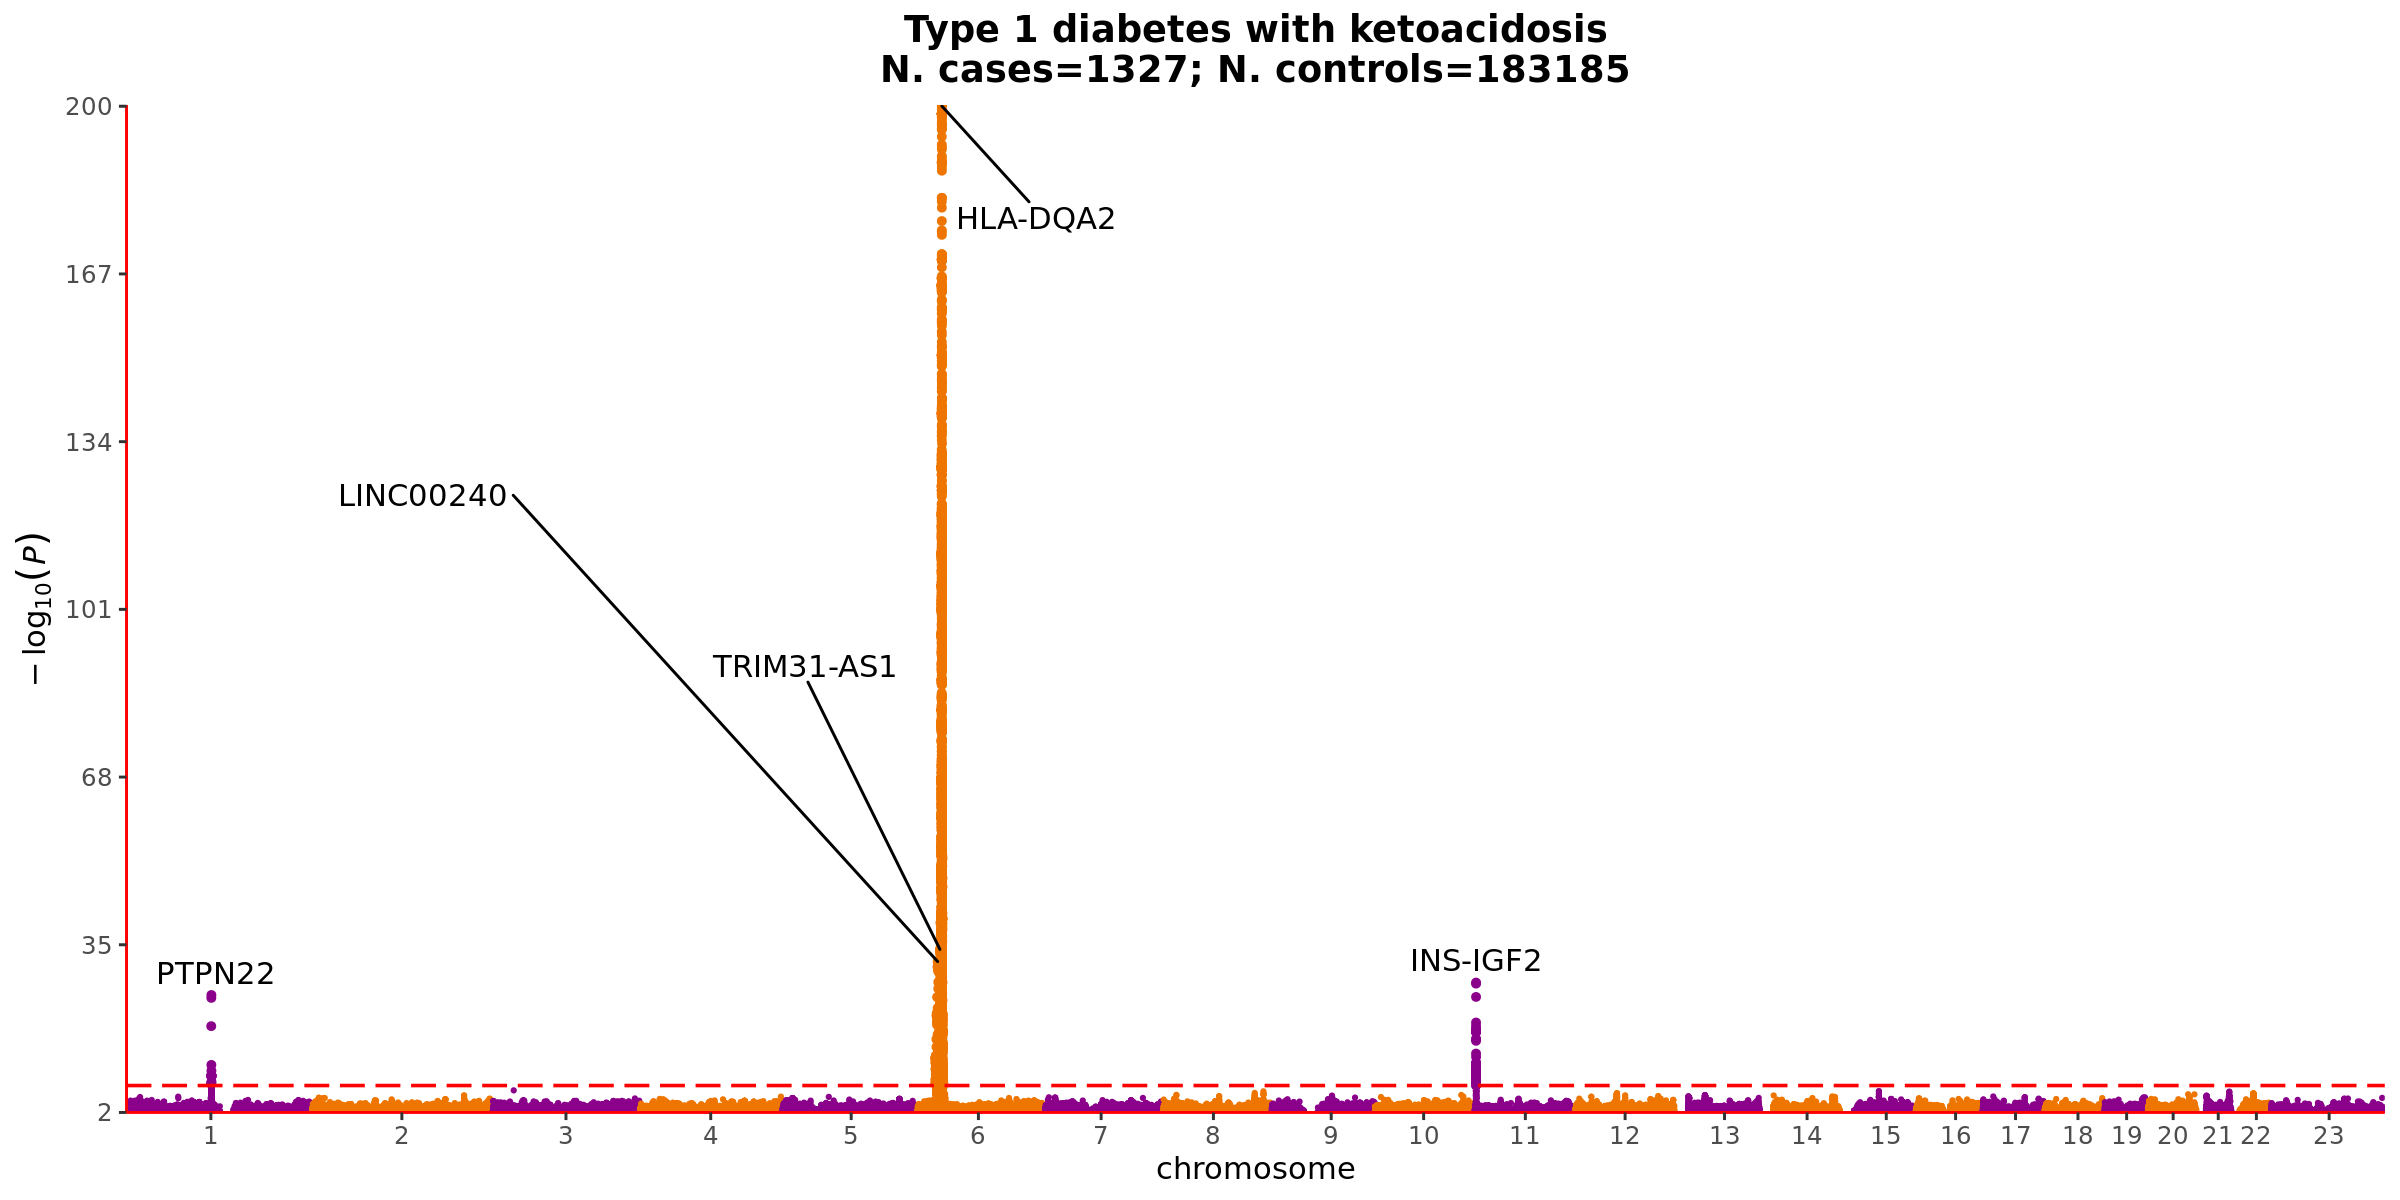 Type 1 diabetes with ketoacidosis
N. cases=1327; N. controls=183185
200
167
134
101
68
35
2
− log₁₀(P)
HLA-DQA2
LINC00240
TRIM31-AS1
PTPN22
INS-IGF2
1 2 3 4 5 6 7 8 9 10 11 12 13 14 15 16 17 18 19 20 21 22 23
chromosome